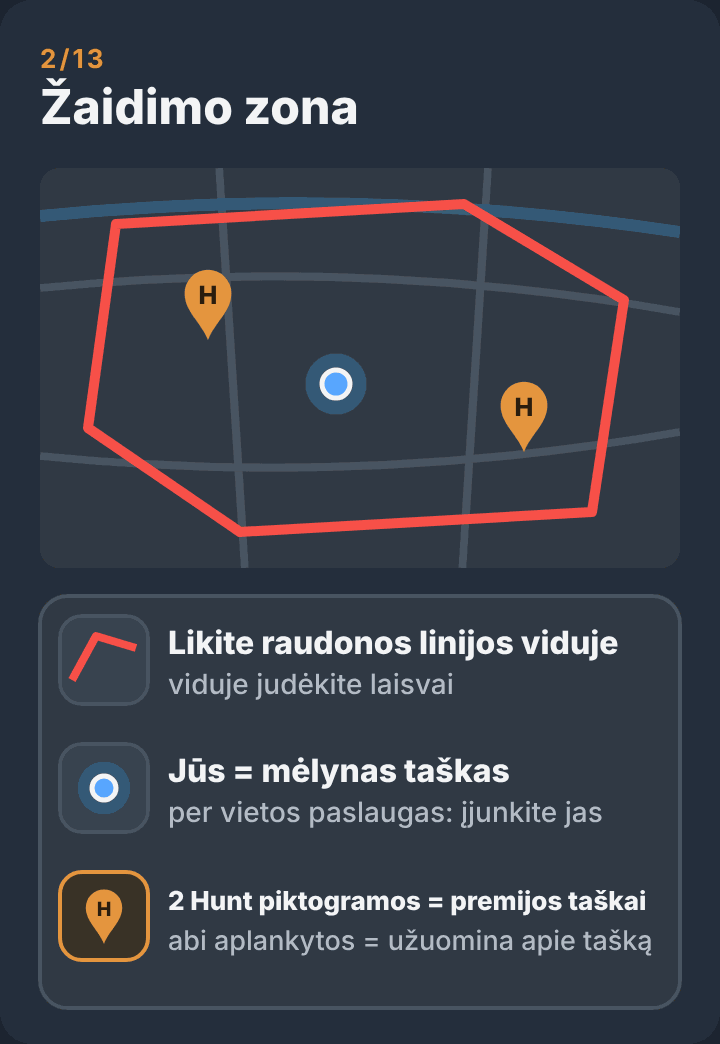 2/13
Žaidimo zona
H
H
Likite raudonos linijos viduje
viduje judėkite laisvai
Jūs = mėlynas taškas
per vietos paslaugas: įjunkite jas
H
2 Hunt piktogramos = premijos taškai
abi aplankytos = užuomina apie tašką